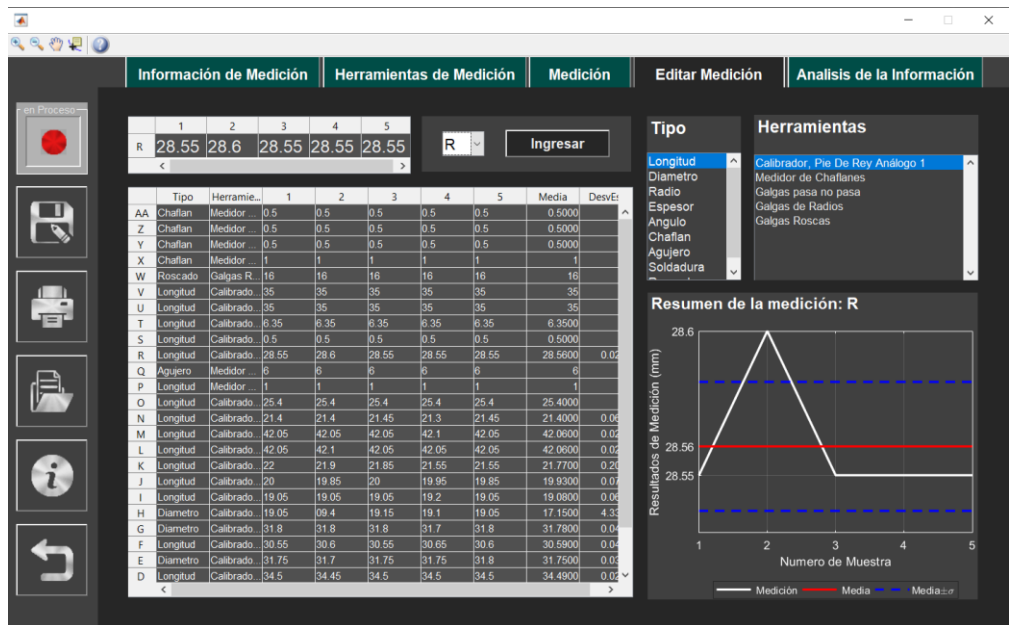 Información de Medición Herramientas de Medición Medición Editar Medición Analisis de la Información
en Proceso
1 2 3 4 5
R 28.55 28.6 28.55 28.55 28.55
R Ingresar
Tipo
Longitud
Diametro
Radio
Espesor
Angulo
Chaflan
Agujero
Soldadura
Herramientas
Calibrador, Pie De Rey Análogo 1
Medidor de Chaflanes
Galgas pasa no pasa
Galgas de Radios
Galgas Roscas
Tipo Herramie... 1 2 3 4 5 Media DesvEs
AA Chaflan Medidor ... 0.5 0.5 0.5 0.5 0.5 0.5000
Z Chaflan Medidor ... 0.5 0.5 0.5 0.5 0.5 0.5000
Y Chaflan Medidor ... 0.5 0.5 0.5 0.5 0.5 0.5000
X Chaflan Medidor ... 1 1 1 1 1 1
W Roscado Galgas R... 16 16 16 16 16 16
V Longitud Calibrado... 35 35 35 35 35 35
U Longitud Calibrado... 35 35 35 35 35 35
T Longitud Calibrado... 6.35 6.35 6.35 6.35 6.35 6.3500
S Longitud Calibrado... 0.5 0.5 0.5 0.5 0.5 0.5000
R Longitud Calibrado... 28.55 28.6 28.55 28.55 28.55 28.5600 0.02
Q Agujero Medidor ... 6 6 6 6 6 6
P Longitud Medidor ... 1 1 1 1 1 1
O Longitud Calibrado... 25.4 25.4 25.4 25.4 25.4 25.4000
N Longitud Calibrado... 21.4 21.4 21.45 21.3 21.45 21.4000 0.06
M Longitud Calibrado... 42.05 42.05 42.05 42.1 42.05 42.0600 0.02
L Longitud Calibrado... 42.05 42.1 42.05 42.05 42.05 42.0600 0.02
K Longitud Calibrado... 22 21.9 21.85 21.55 21.55 21.7700 0.20
J Longitud Calibrado... 20 19.85 20 19.95 19.85 19.9300 0.07
I Longitud Calibrado... 19.05 19.05 19.05 19.2 19.05 19.0800 0.06
H Diametro Calibrado... 19.05 09.4 19.15 19.1 19.05 17.1500 4.33
G Diametro Calibrado... 31.8 31.8 31.8 31.7 31.8 31.7800 0.04
F Longitud Calibrado... 30.55 30.6 30.55 30.65 30.6 30.5900 0.04
E Diametro Calibrado... 31.75 31.7 31.75 31.75 31.8 31.7500 0.03
D Longitud Calibrado... 34.5 34.45 34.5 34.5 34.5 34.4900 0.02
Resumen de la medición: R
28.6
28.56
28.55
Resultados de Medición (mm)
1 2 3 4 5
Numero de Muestra
Medición Media Media±σ